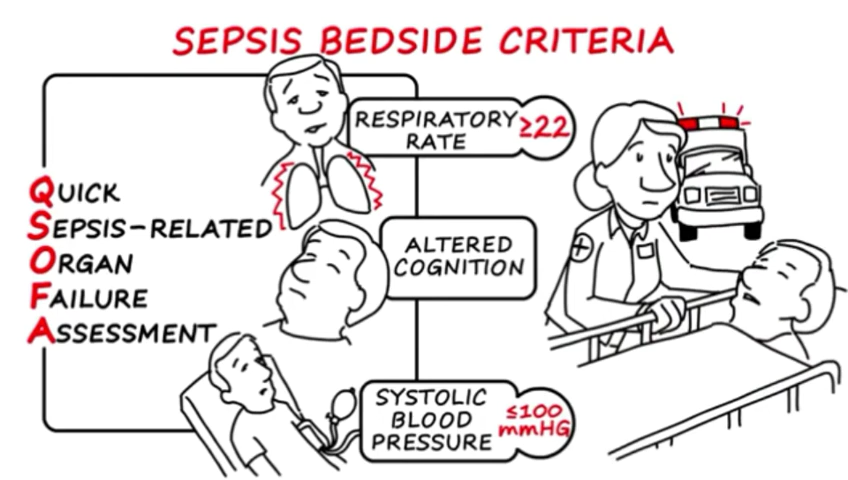 SEPSIS BEDSIDE CRITERIA
RESPIRATORY
RATE
≥22
QUICK
SEPSIS-RELATED
ORGAN
FAILURE
ASSESSMENT
ALTERED
COGNITION
SYSTOLIC
BLOOD
PRESSURE
≤100
mmHG